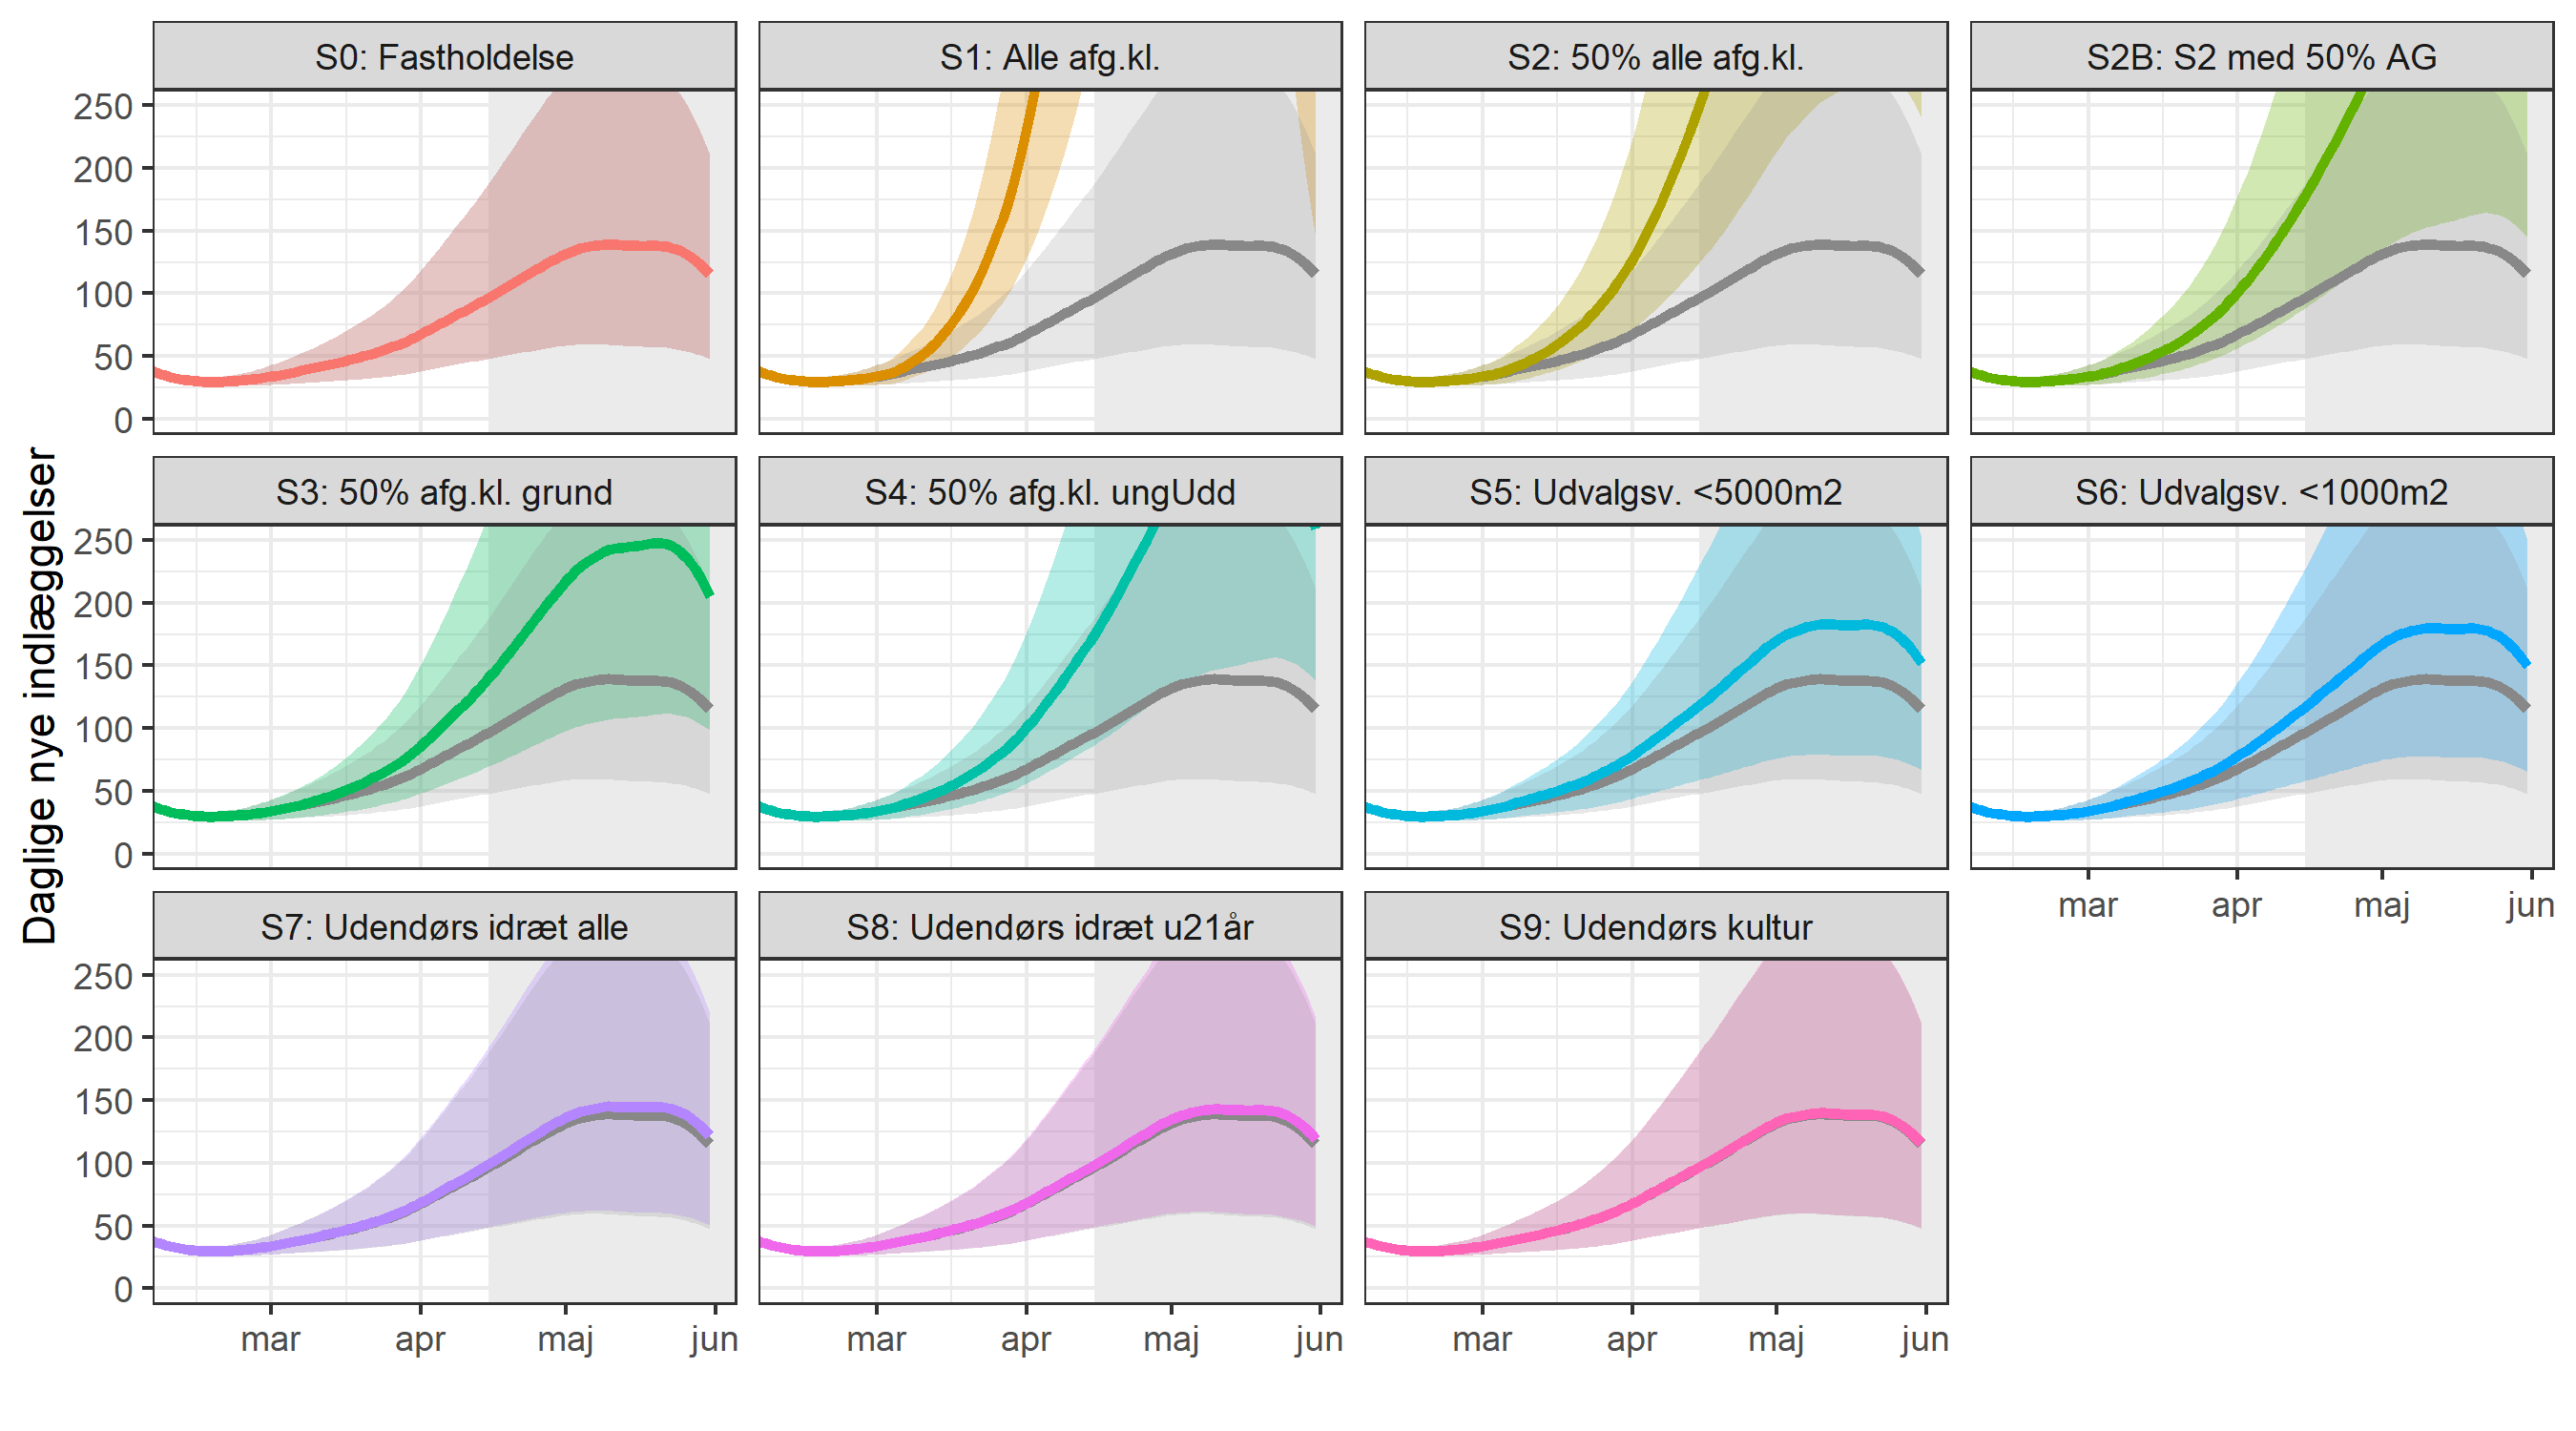 S0: Fastholdelse
S1: Alle afg.kl.
S2: 50% alle afg.kl.
S2B: S2 med 50% AG
250
200
150
100
50
0
Daglige nye indlæggelser
S3: 50% afg.kl. grund
S4: 50% afg.kl. ungUdd
S5: Udvalgsv. <5000m2
S6: Udvalgsv. <1000m2
250
200
150
100
50
0
mar apr maj jun
S7: Udendørs idræt alle
S8: Udendørs idræt u21år
S9: Udendørs kultur
250
200
150
100
50
0
mar apr maj jun
mar apr maj jun
mar apr maj jun